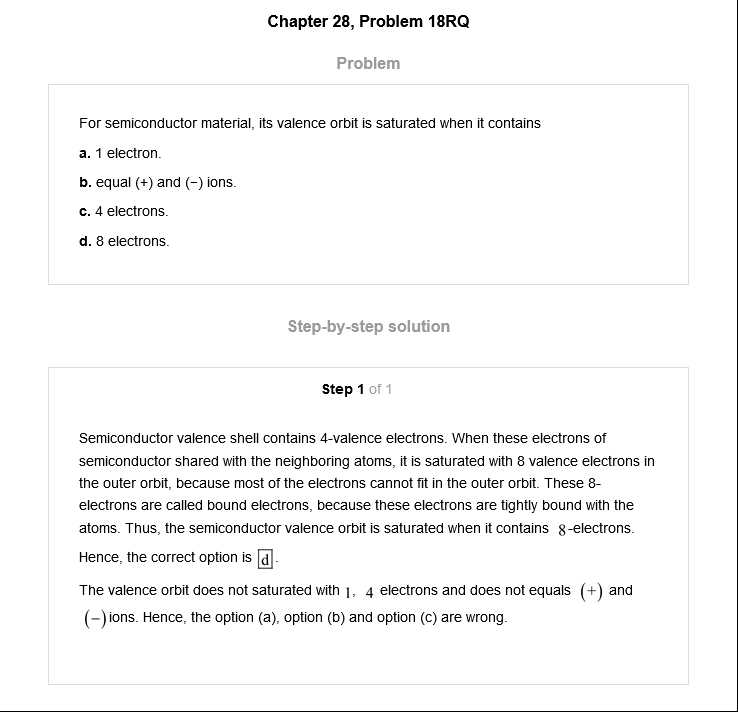 Chapter 28, Problem 18RQ
Problem
For semiconductor material, its valence orbit is saturated when it contains
a. 1 electron.
b. equal (+) and (−) ions.
c. 4 electrons.
d. 8 electrons.
Step-by-step solution
Step 1 of 1
Semiconductor valence shell contains 4-valence electrons. When these electrons of
semiconductor shared with the neighboring atoms, it is saturated with 8 valence electrons in
the outer orbit, because most of the electrons cannot fit in the outer orbit. These 8-
electrons are called bound electrons, because these electrons are tightly bound with the
atoms. Thus, the semiconductor valence orbit is saturated when it contains 8-electrons.
Hence, the correct option is d.
The valence orbit does not saturated with 1, 4 electrons and does not equals (+) and
(−) ions. Hence, the option (a), option (b) and option (c) are wrong.